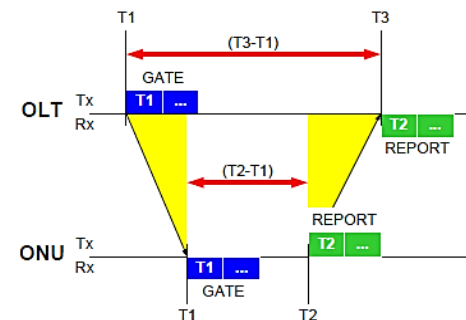 T1 T3
(T3-T1)
GATE
OLT Tx T1 ...
Rx T2 ...
REPORT
(T2-T1)
REPORT
ONU Tx T2 ...
Rx T1 ...
GATE
T1 T2